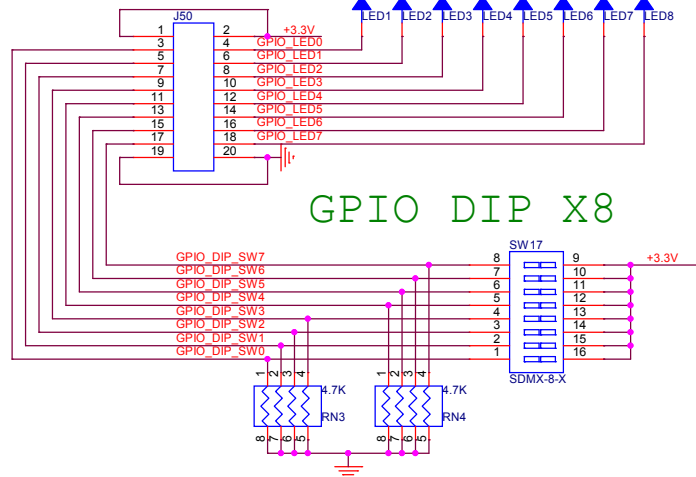 J50
LED1 LED2 LED3 LED4 LED5 LED6 LED7 LED8
1 2 +3.3V
3 4 GPIO_LED0
5 6 GPIO_LED1
7 8 GPIO_LED2
9 10 GPIO_LED3
11 12 GPIO_LED4
13 14 GPIO_LED5
15 16 GPIO_LED6
17 18 GPIO_LED7
19 20
GPIO DIP X8
SW17
GPIO_DIP_SW7 8 9 +3.3V
GPIO_DIP_SW6 7 10
GPIO_DIP_SW5 6 11
GPIO_DIP_SW4 5 12
GPIO_DIP_SW3 4 13
GPIO_DIP_SW2 3 14
GPIO_DIP_SW1 2 15
GPIO_DIP_SW0 1 16
SDMX-8-X
1 2 3 4 1 2 3 4
4.7K 4.7K
RN3 RN4
8 7 6 5 8 7 6 5